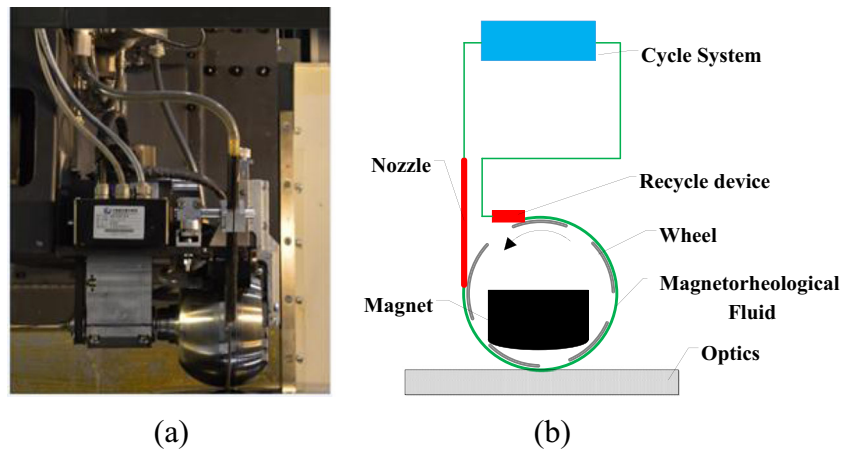 Cycle System
Nozzle
Recycle device
Wheel
Magnetorheological
Fluid
Magnet
Optics
(a)
(b)